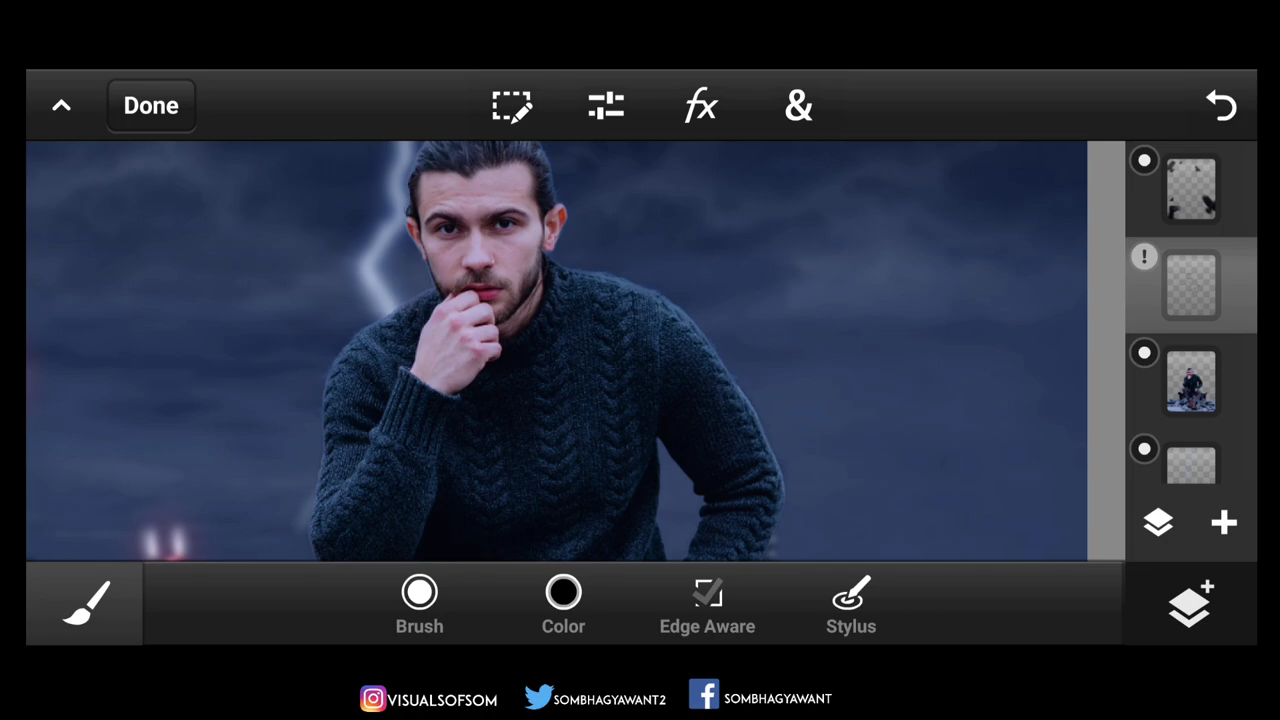 Done
fx
&
!
Brush
Color
Edge Aware
Stylus
VISUALSOFSOM
SOMBHAGYAWANT2
SOMBHAGYAWANT